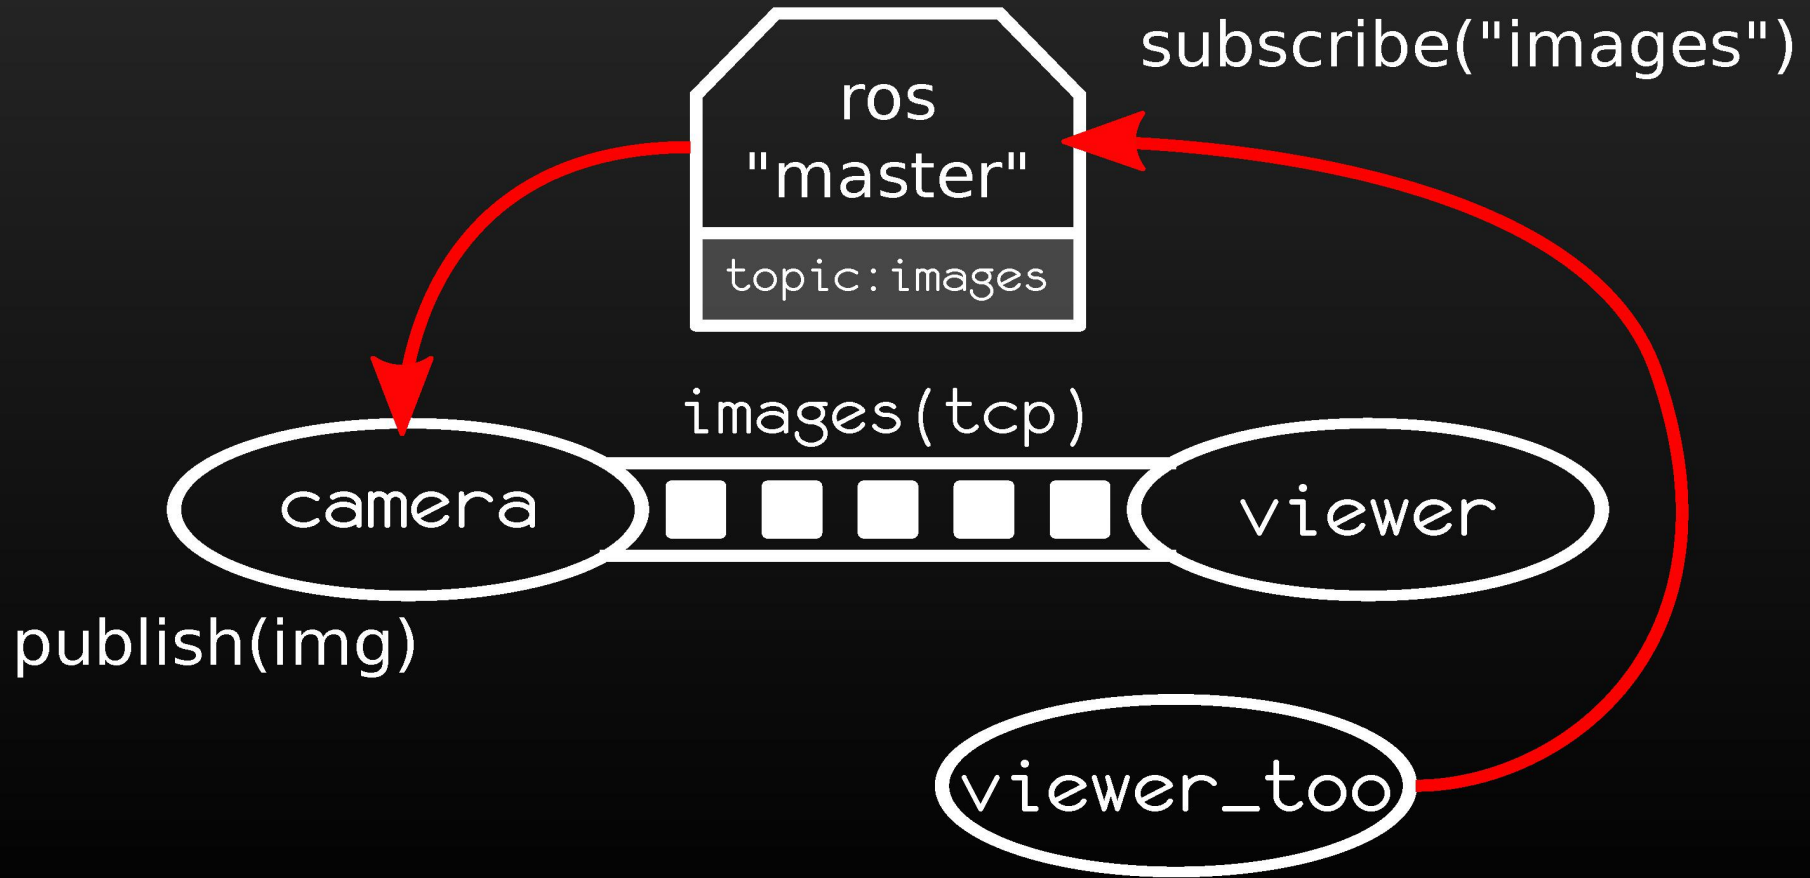 subscribe("images")
ros
"master"
topic:images
images(tcp)
camera
viewer
publish(img)
viewer_too